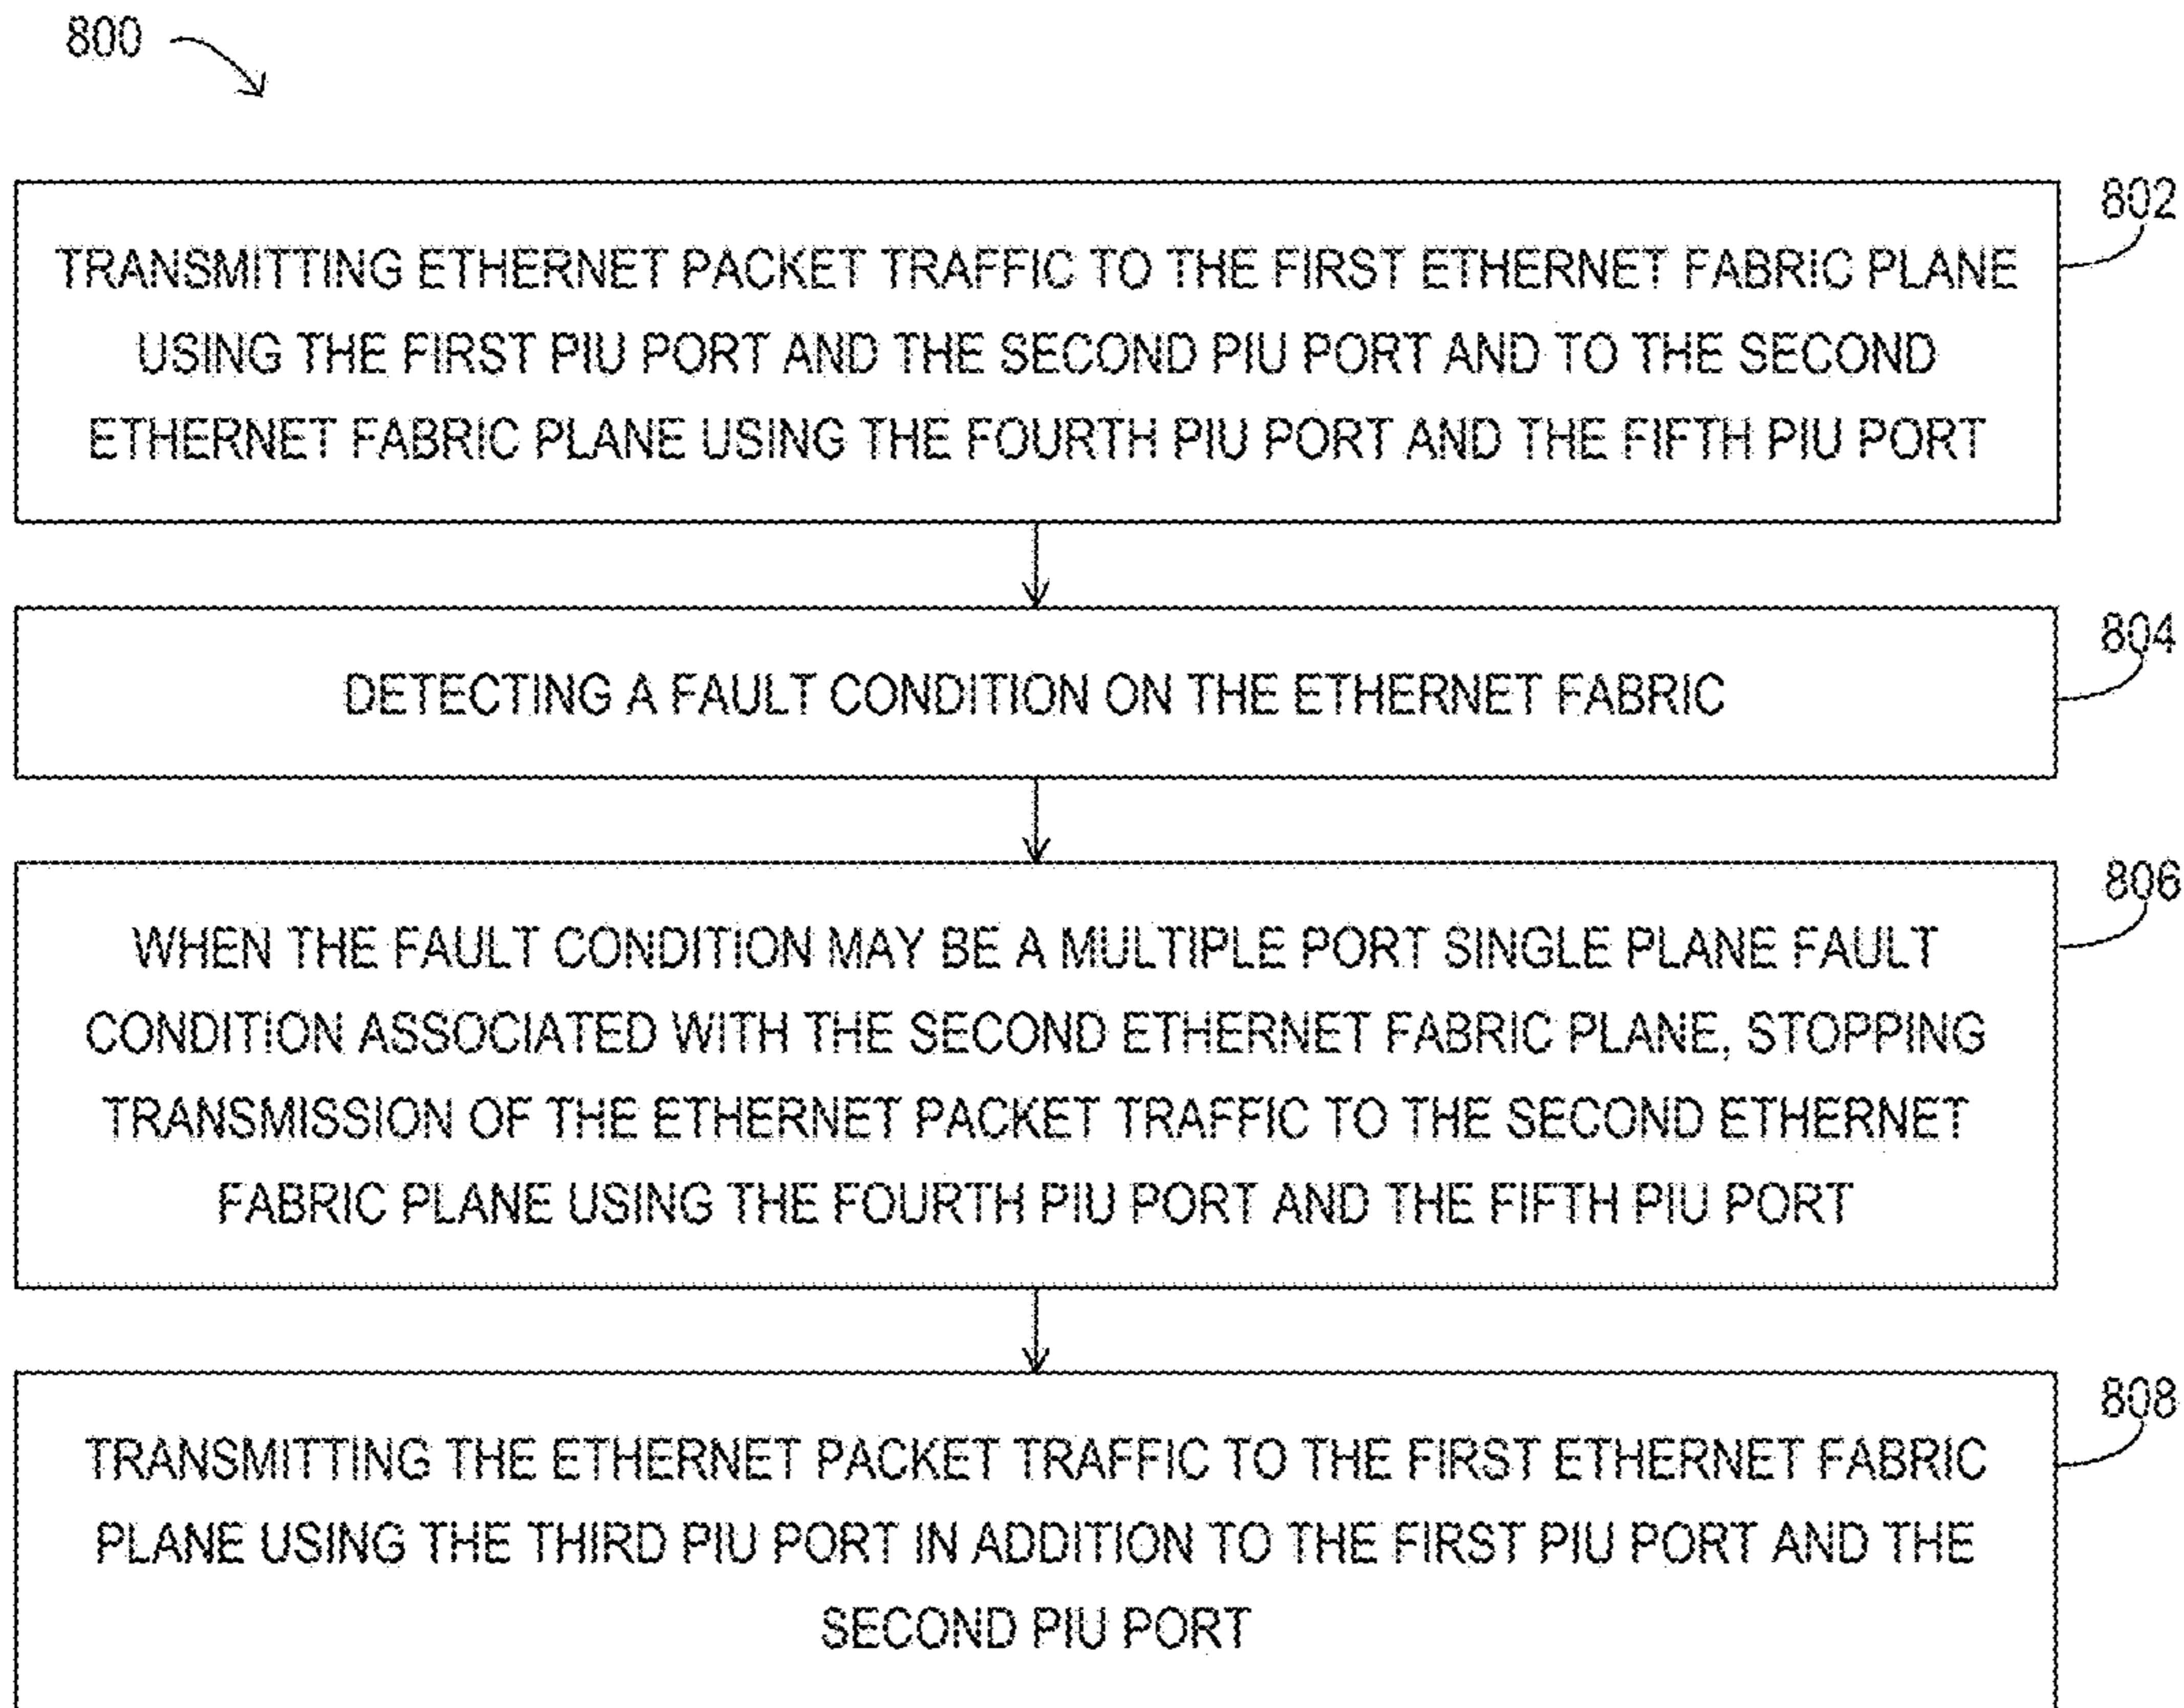 800
802
TRANSMITTING ETHERNET PACKET TRAFFIC TO THE FIRST ETHERNET FABRIC PLANE
USING THE FIRST PIU PORT AND THE SECOND PIU PORT AND TO THE SECOND
ETHERNET FABRIC PLANE USING THE FOURTH PIU PORT AND THE FIFTH PIU PORT
804
DETECTING A FAULT CONDITION ON THE ETHERNET FABRIC
806
WHEN THE FAULT CONDITION MAY BE A MULTIPLE PORT SINGLE PLANE FAULT
CONDITION ASSOCIATED WITH THE SECOND ETHERNET FABRIC PLANE, STOPPING
TRANSMISSION OF THE ETHERNET PACKET TRAFFIC TO THE SECOND ETHERNET
FABRIC PLANE USING THE FOURTH PIU PORT AND THE FIFTH PIU PORT
808
TRANSMITTING THE ETHERNET PACKET TRAFFIC TO THE FIRST ETHERNET FABRIC
PLANE USING THE THIRD PIU PORT IN ADDITION TO THE FIRST PIU PORT AND THE
SECOND PIU PORT